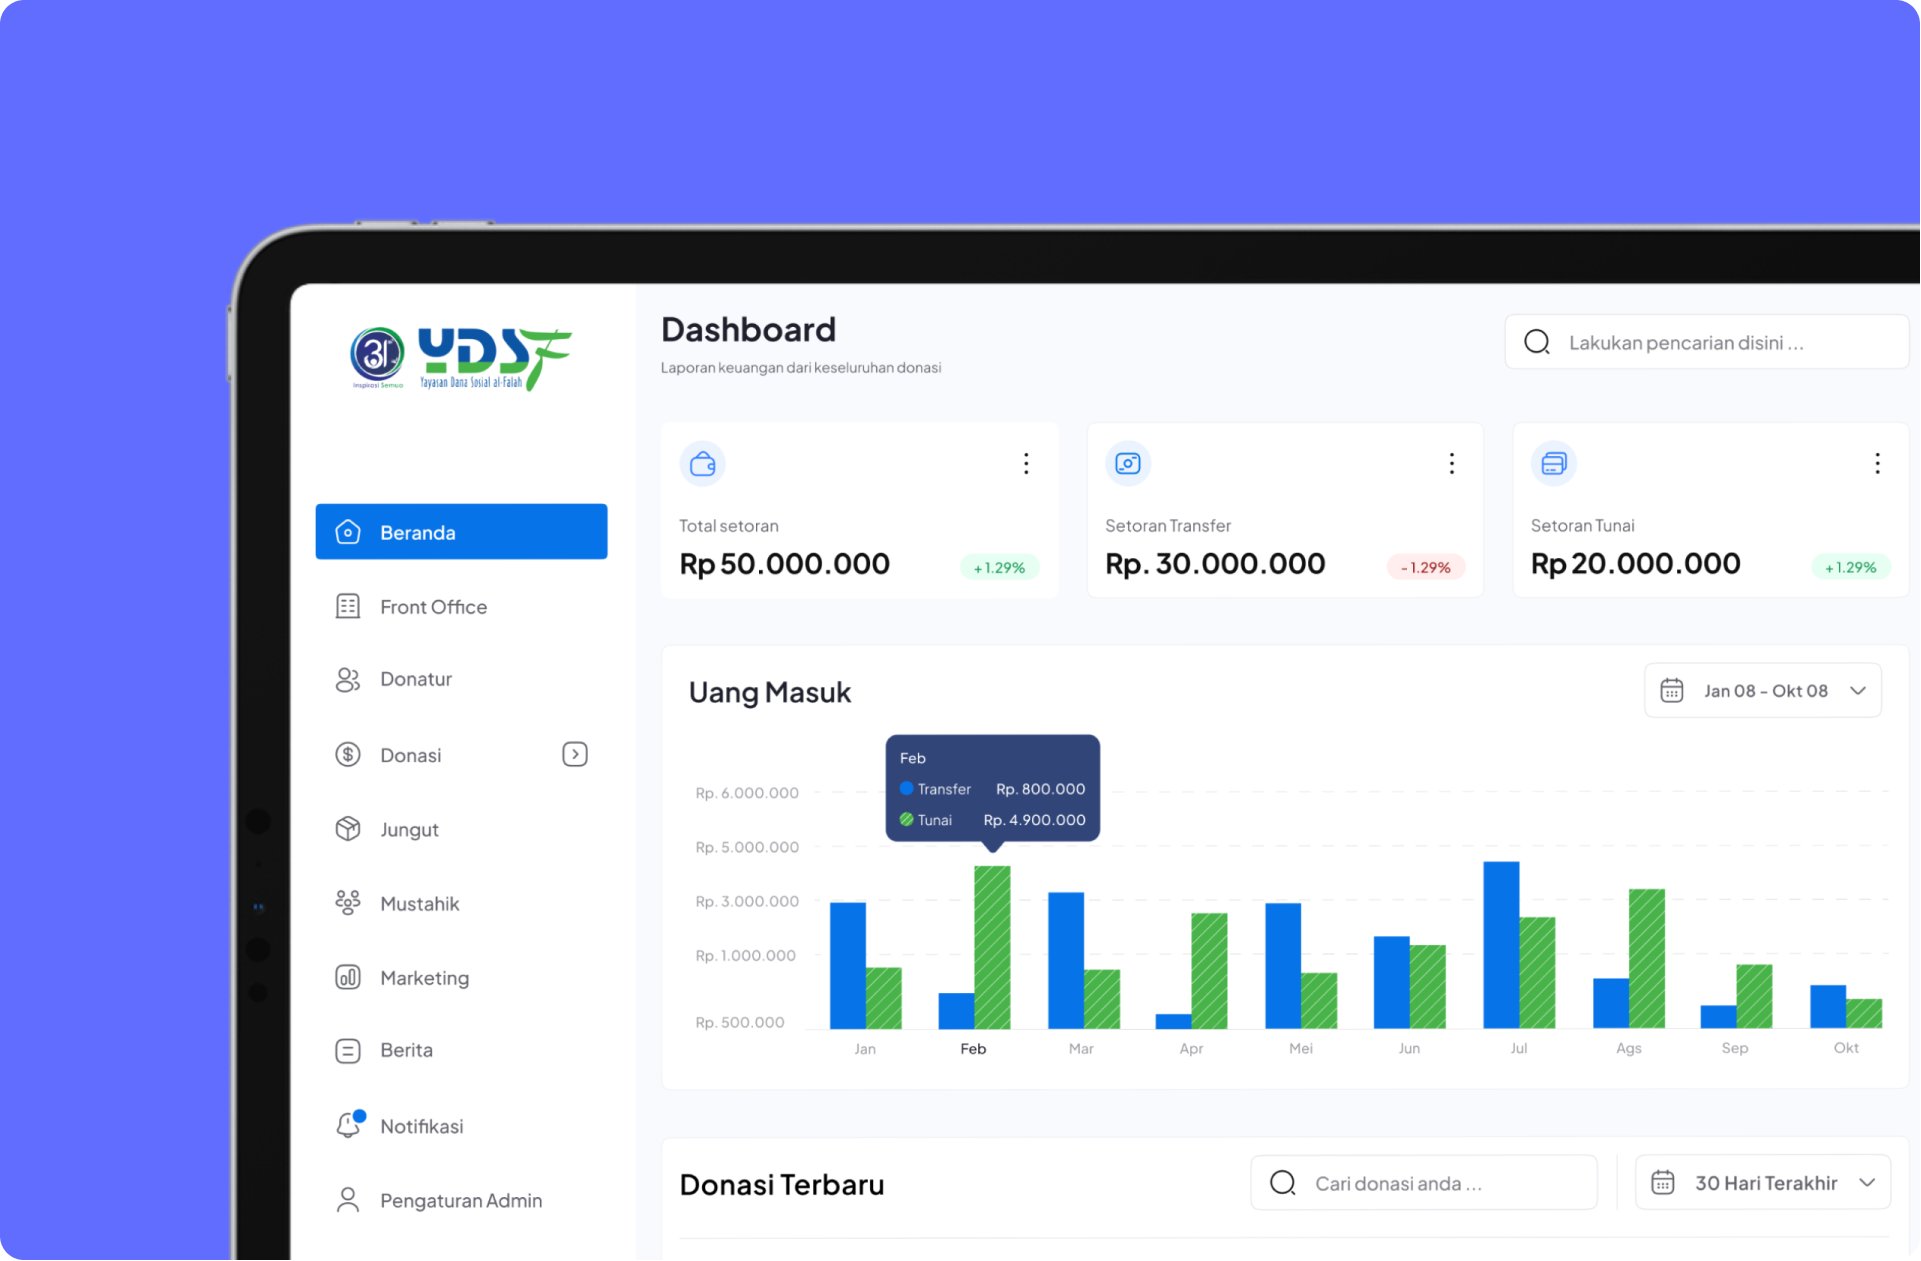 31
Inspirasi Semua
YDSF
Yayasan Dana Sosial al-Falah
Beranda
Front Office
Donatur
Donasi
Jungut
Mustahik
Marketing
Berita
Notifikasi
Pengaturan Admin
Dashboard
Laporan keuangan dari keseluruhan donasi
Lakukan pencarian disini ...
Total setoran
Rp 50.000.000
+1.29%
Setoran Transfer
Rp. 30.000.000
-1.29%
Setoran Tunai
Rp 20.000.000
+1.29%
Uang Masuk
Jan 08 - Okt 08
Feb
Transfer Rp. 800.000
Tunai Rp. 4.900.000
Rp. 6.000.000
Rp. 5.000.000
Rp. 3.000.000
Rp. 1.000.000
Rp. 500.000
Jan Feb Mar Apr Mei Jun Jul Ags Sep Okt
Donasi Terbaru
Cari donasi anda ...
30 Hari Terakhir